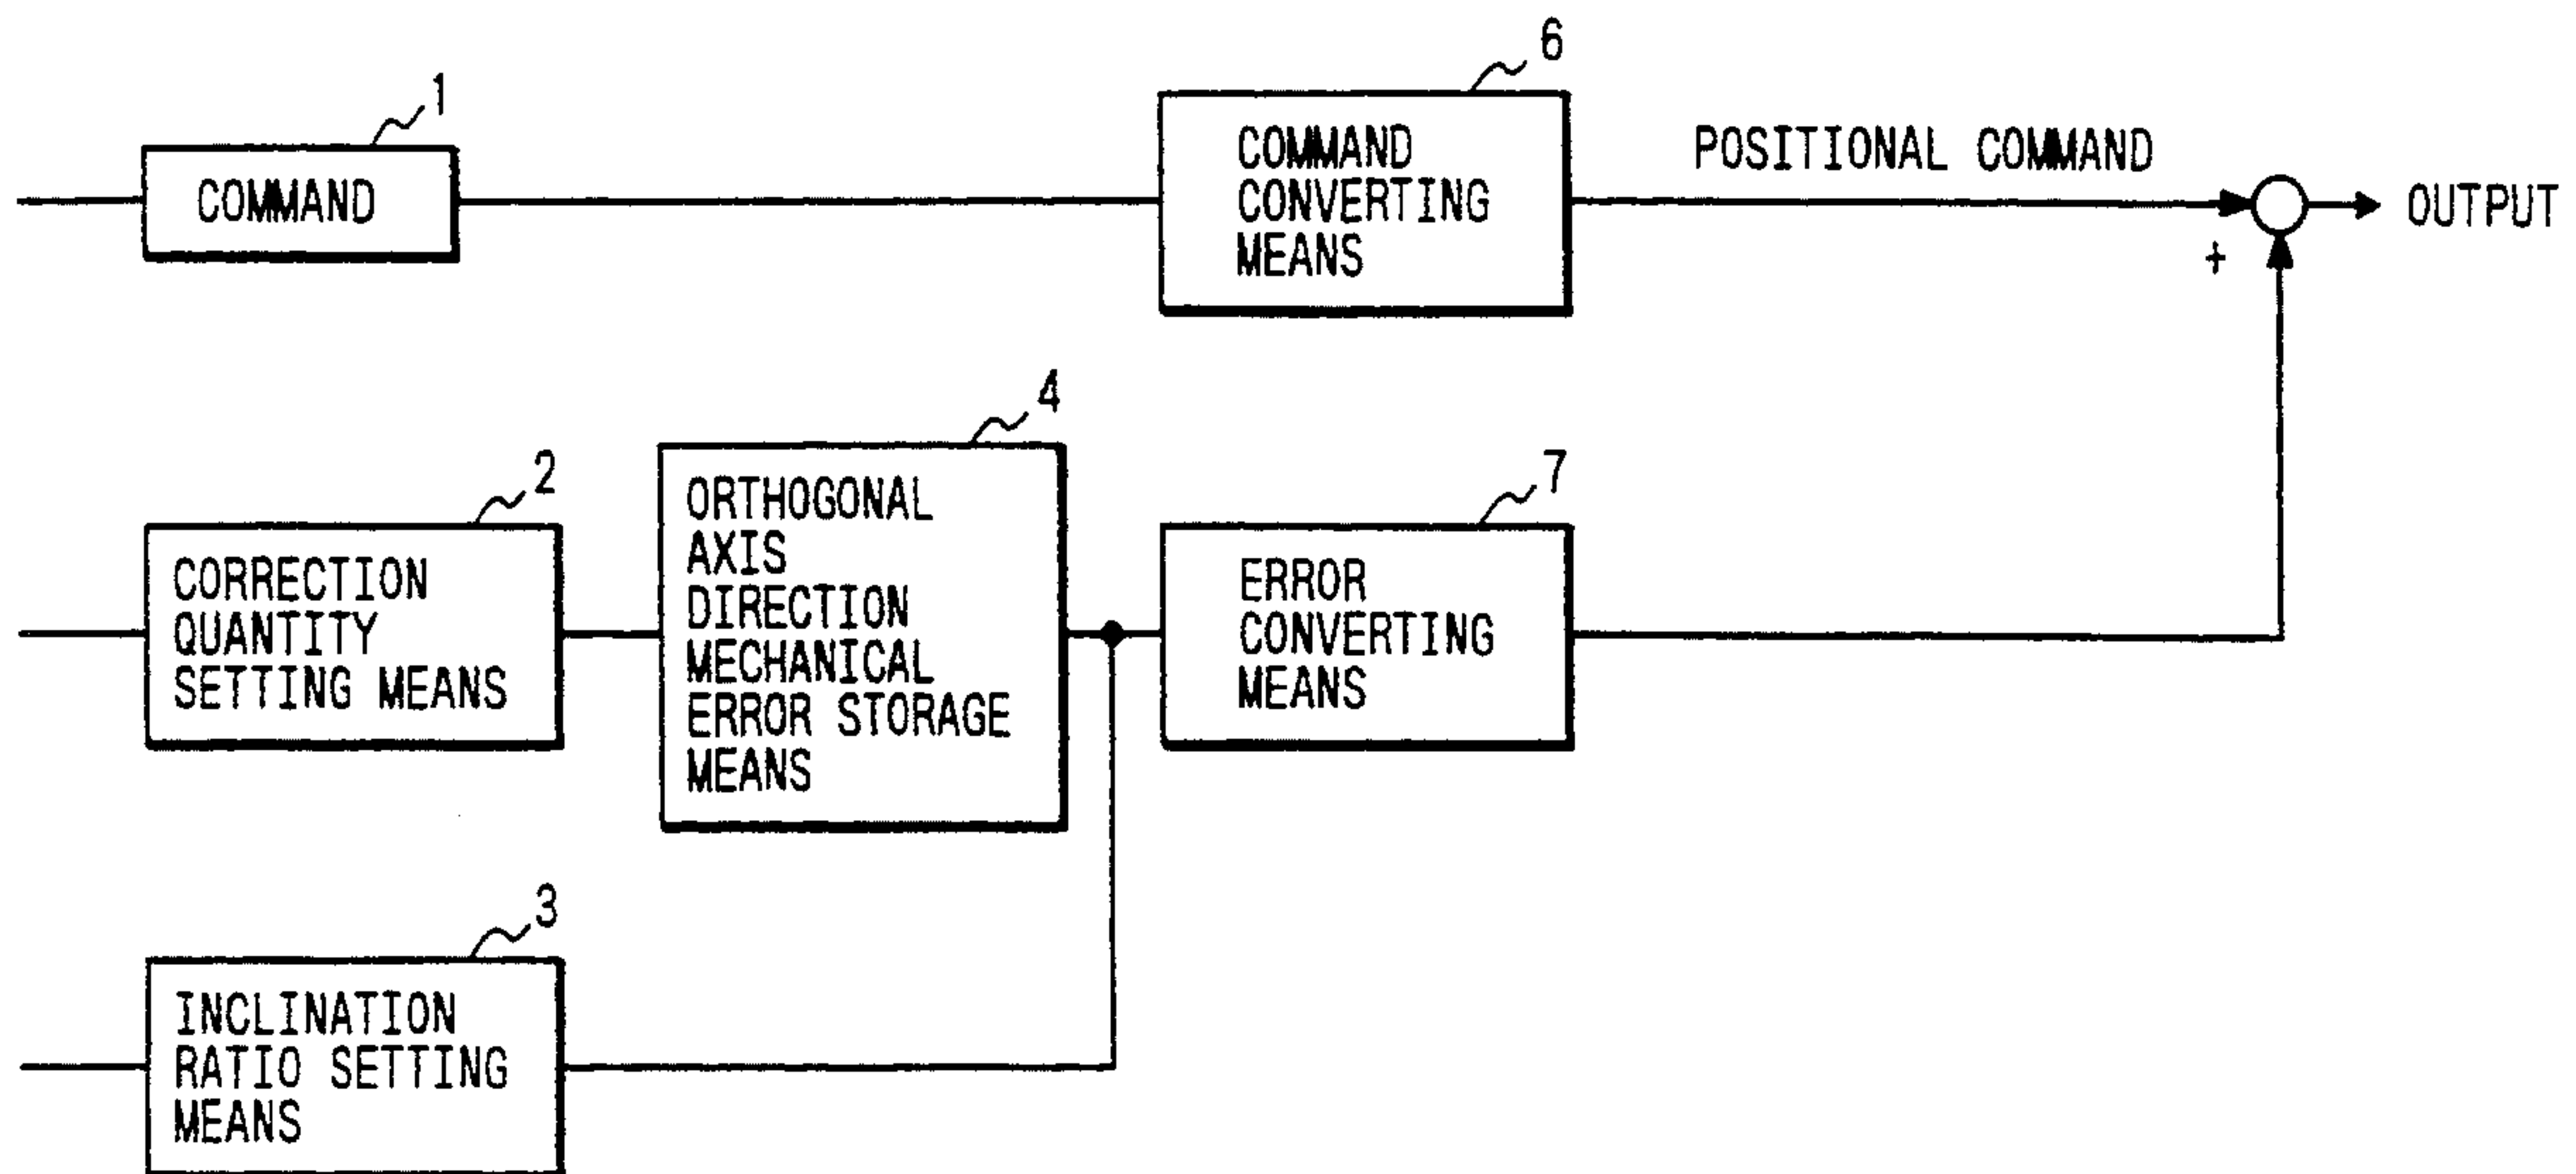 1
COMMAND
6
COMMAND
CONVERTING
MEANS
POSITIONAL COMMAND
+
OUTPUT
2
CORRECTION
QUANTITY
SETTING MEANS
4
ORTHOGONAL
AXIS
DIRECTION
MECHANICAL
ERROR STORAGE
MEANS
7
ERROR
CONVERTING
MEANS
3
INCLINATION
RATIO SETTING
MEANS